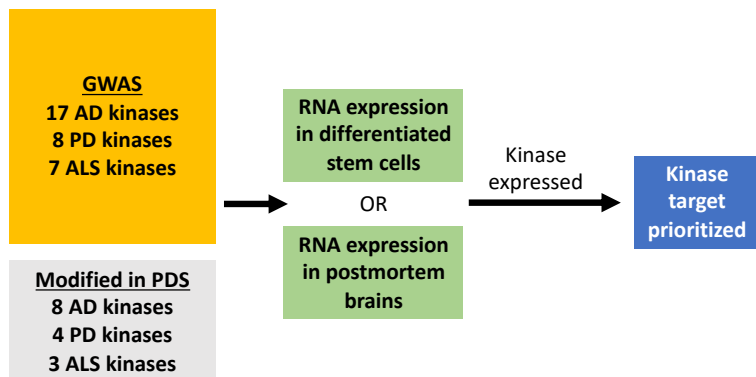 GWAS
17 AD kinases
8 PD kinases
7 ALS kinases
Modified in PDS
8 AD kinases
4 PD kinases
3 ALS kinases
RNA expression
in differentiated
stem cells
OR
RNA expression
in postmortem
brains
Kinase
expressed
Kinase
target
prioritized